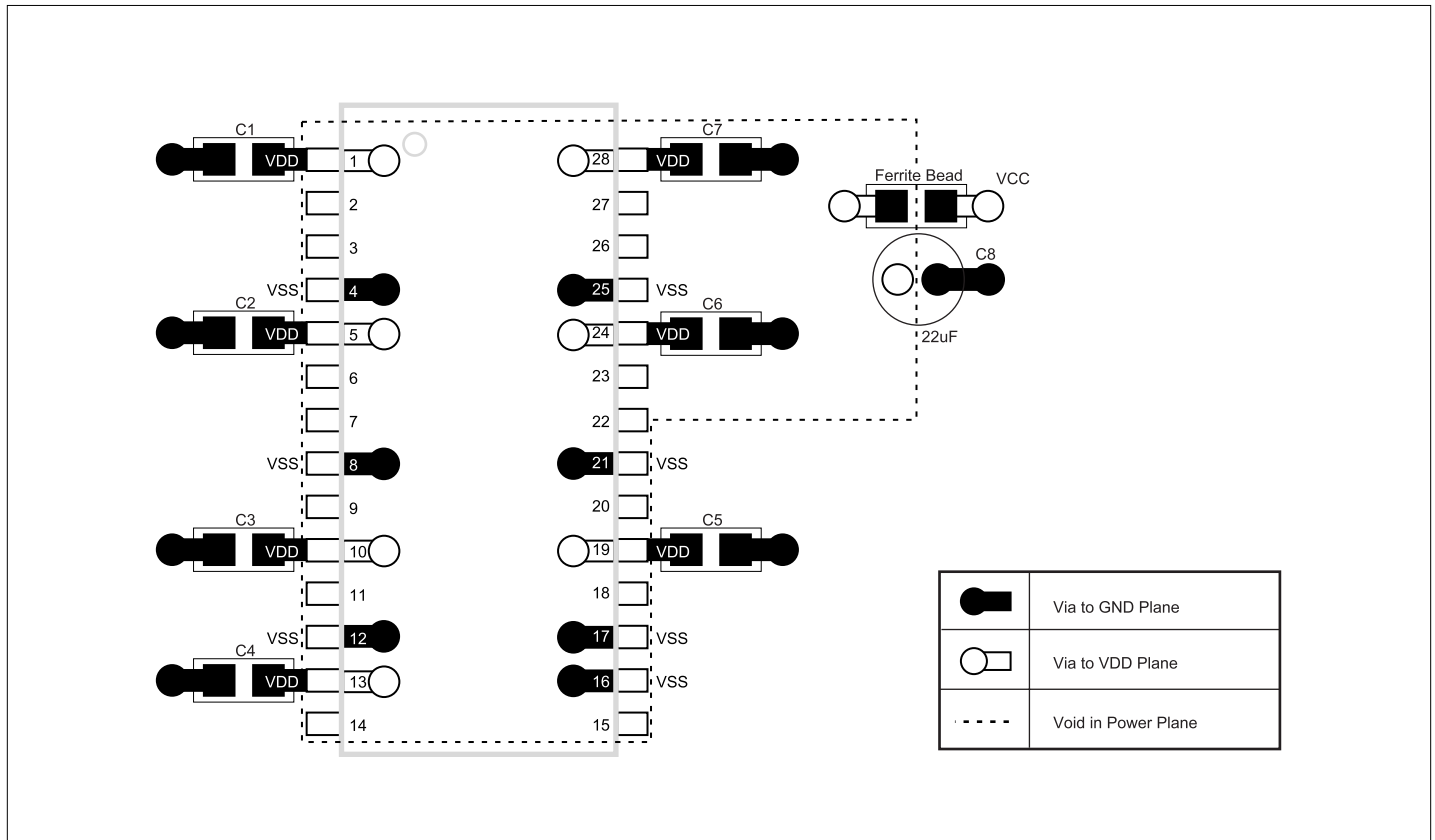 C1 C7
VDD 1 28 VDD
Ferrite Bead VCC
2 27
3 26
C8
VSS 4 25 VSS
C2 C6
VDD 5 24 VDD
22uF
6 23
7 22
VSS 8 21 VSS
9 20
C3 C5
VDD 10 19 VDD
11 18
Via to GND Plane
VSS 12 17 VSS
C4
Via to VDD Plane
VDD 13 16 VSS
14 15
Void in Power Plane